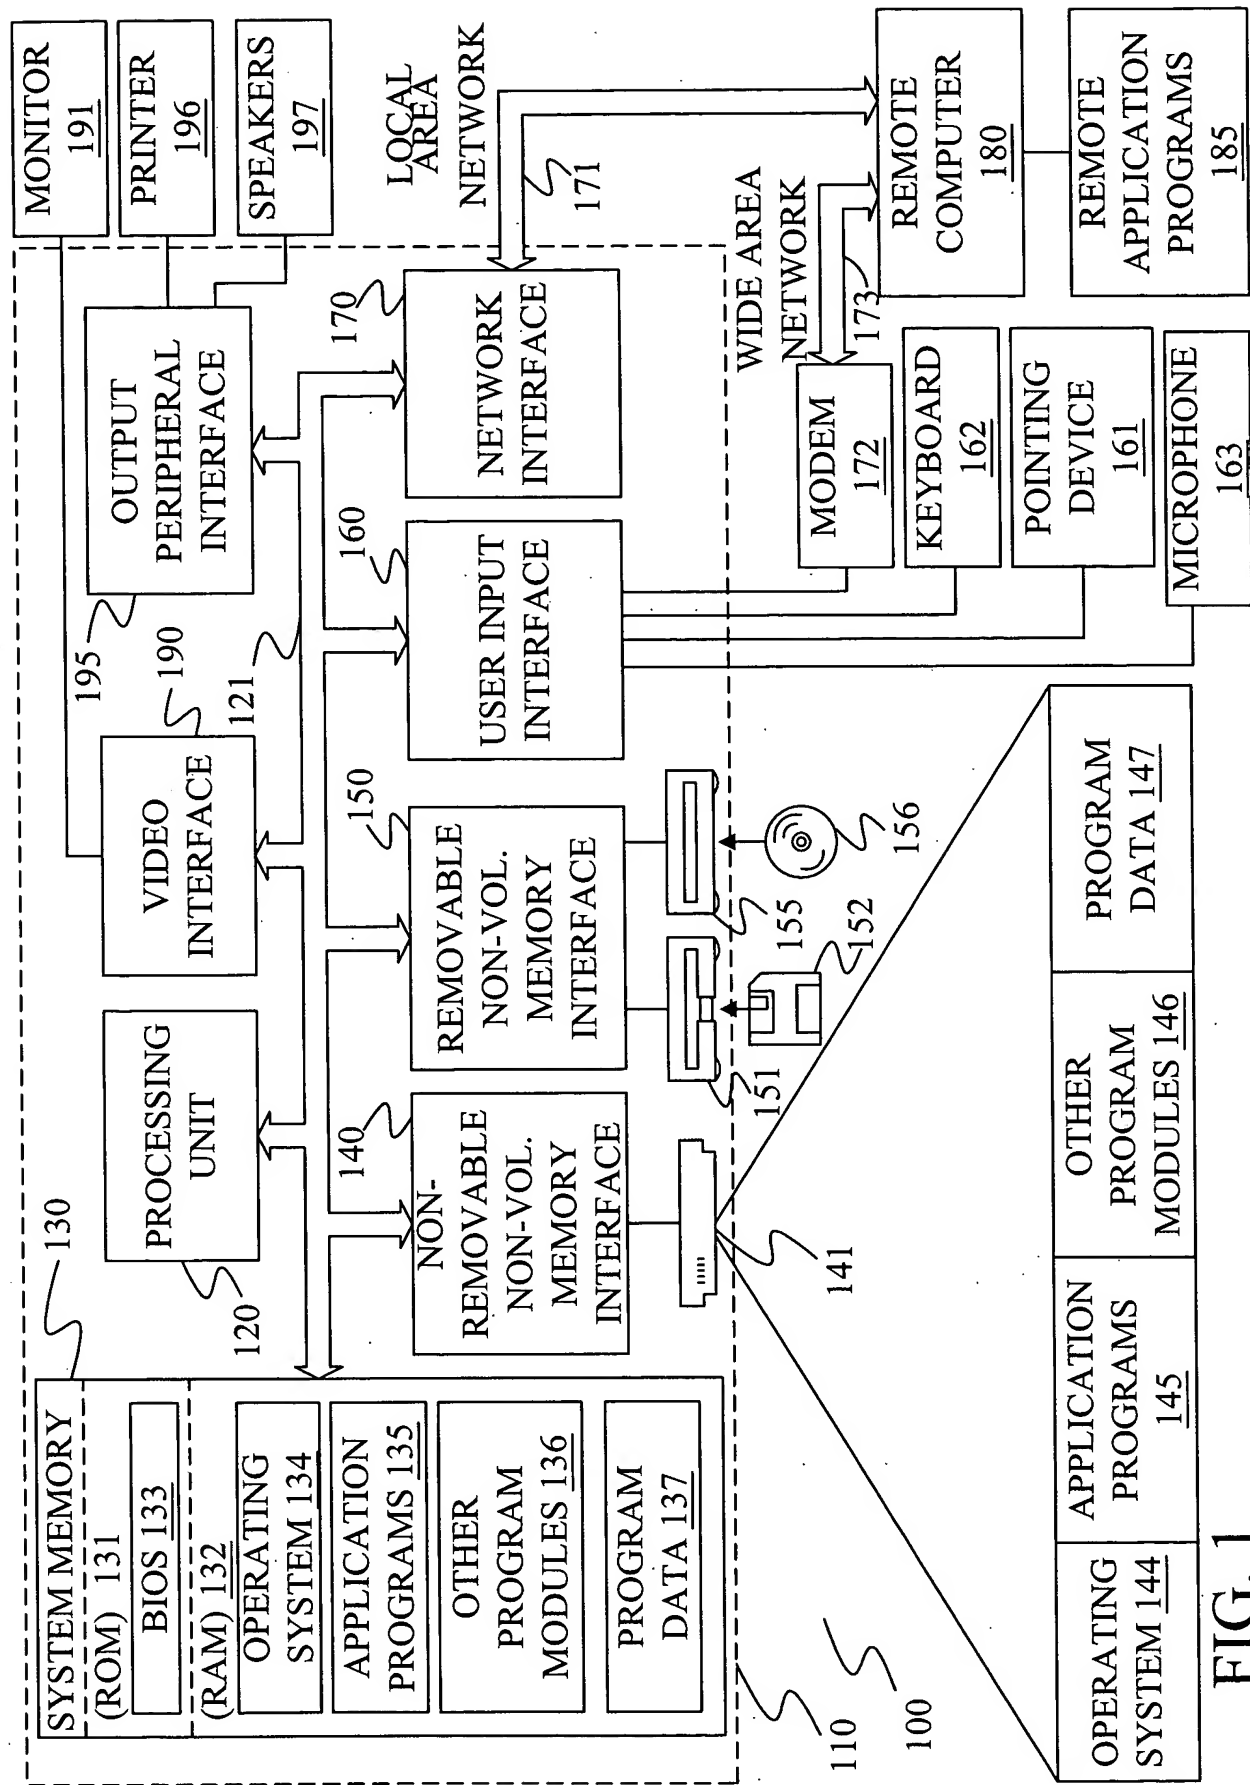 SYSTEM MEMORY
130
(ROM) 131
BIOS 133
(RAM) 132
OPERATING
SYSTEM 134
APPLICATION
PROGRAMS 135
OTHER
PROGRAM
MODULES 136
PROGRAM
DATA 137
PROCESSING
UNIT
120
VIDEO
INTERFACE
190
121
OUTPUT
PERIPHERAL
INTERFACE
195
MONITOR
191
PRINTER
196
SPEAKERS
197
NON-
REMOVABLE
NON-VOL.
MEMORY
INTERFACE
140
REMOVABLE
NON-VOL.
MEMORY
INTERFACE
150
USER INPUT
INTERFACE
160
NETWORK
INTERFACE
170
LOCAL
AREA
NETWORK
171
141
151
152
155
156
WIDE AREA
NETWORK
173
MODEM
172
KEYBOARD
162
POINTING
DEVICE
161
MICROPHONE
163
REMOTE
COMPUTER
180
REMOTE
APPLICATION
PROGRAMS
185
110
100
OPERATING
SYSTEM 144
APPLICATION
PROGRAMS
145
OTHER
PROGRAM
MODULES 146
PROGRAM
DATA 147
FIG. 1